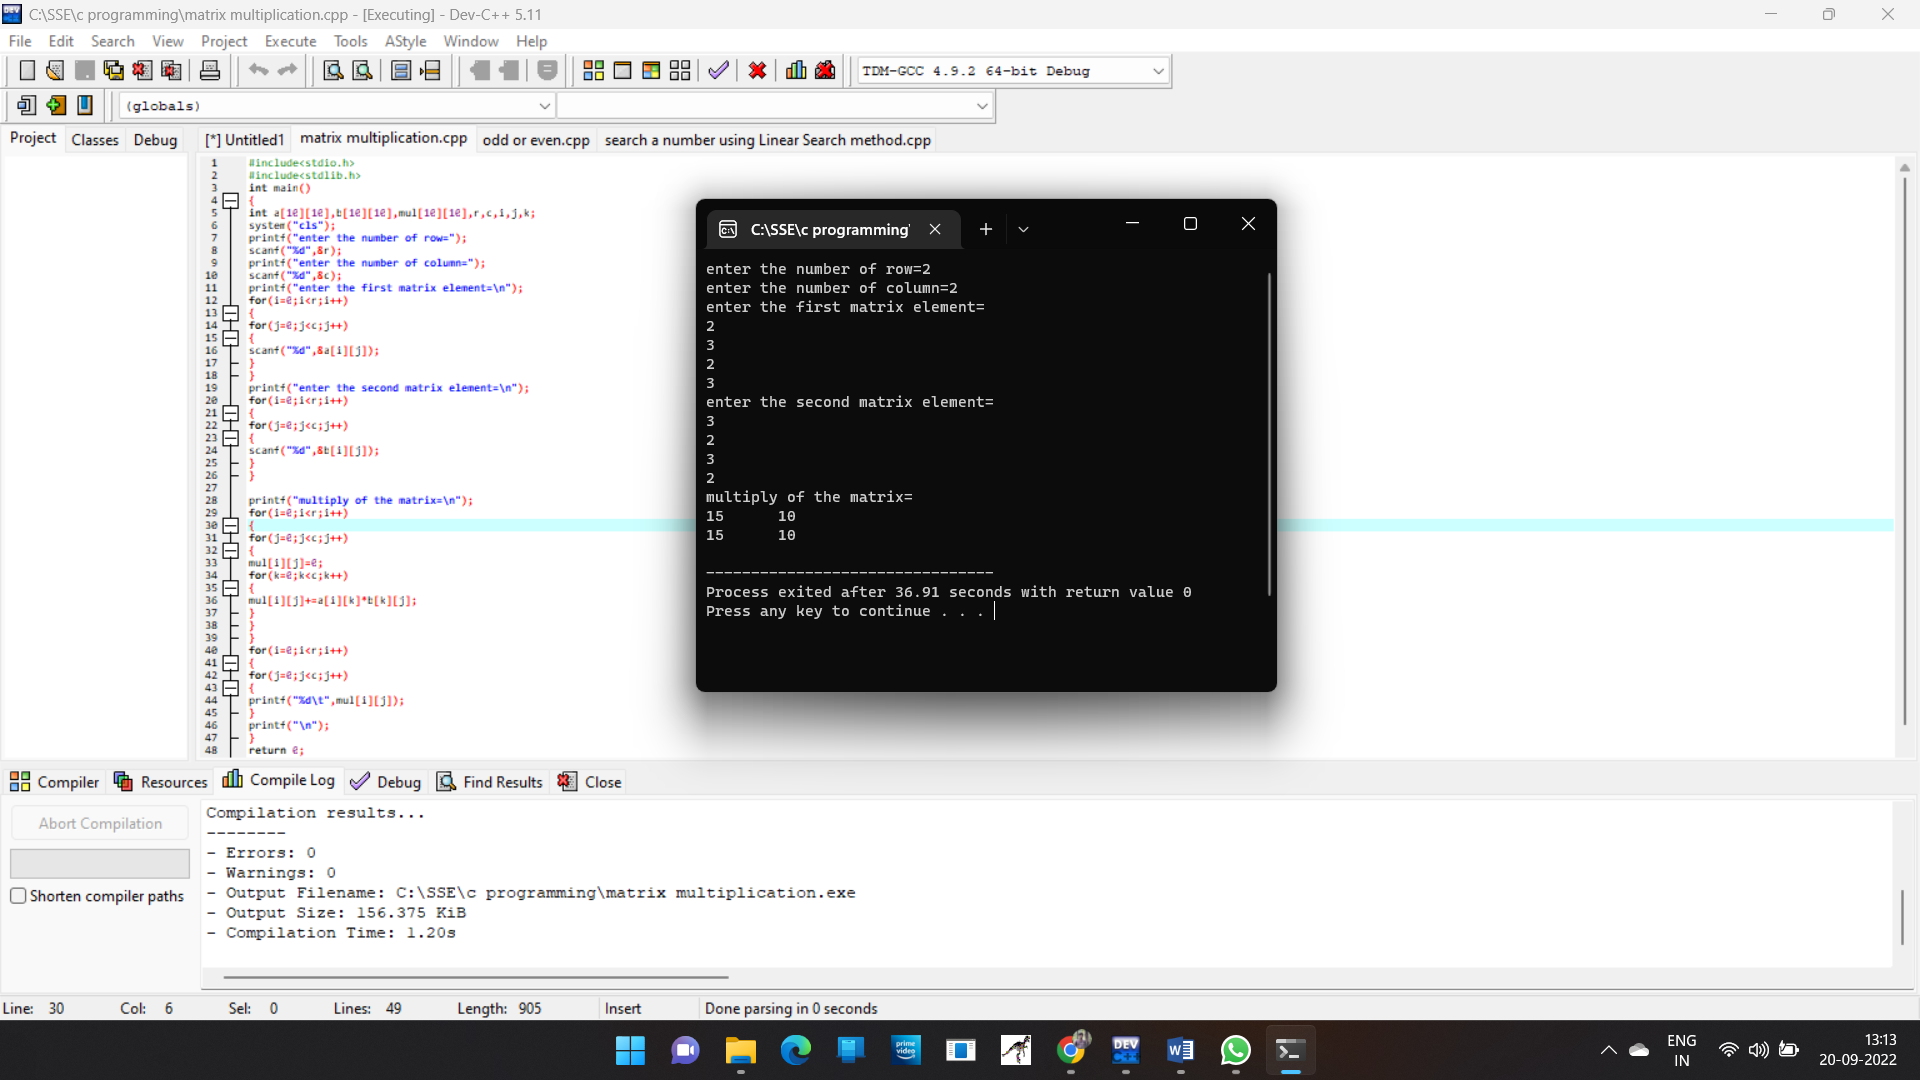 C:\SSE\c programming\matrix multiplication.cpp - [Executing] - Dev-C++ 5.11
File Edit Search View Project Execute Tools AStyle Window Help
TDM-GCC 4.9.2 64-bit Debug
(globals)
Project Classes Debug [*] Untitled1 matrix multiplication.cpp odd or even.cpp search a number using Linear Search method.cpp
1 #include<stdio.h>
2 #include<stdlib.h>
3 int main()
4 {
5 int a[10][10],b[10][10],mul[10][10],r,c,i,j,k;
6 system("cls");
7 printf("enter the number of row=");
8 scanf("%d",&r);
9 printf("enter the number of column=");
10 scanf("%d",&c);
11 printf("enter the first matrix element=\n");
12 for(i=0;i<r;i++)
13 {
14 for(j=0;j<c;j++)
15 {
16 scanf("%d",&a[i][j]);
17 }
18 }
19 printf("enter the second matrix element=\n");
20 for(i=0;i<r;i++)
21 {
22 for(j=0;j<c;j++)
23 {
24 scanf("%d",&b[i][j]);
25 }
26 }
27
28 printf("multiply of the matrix=\n");
29 for(i=0;i<r;i++)
30 {
31 for(j=0;j<c;j++)
32 {
33 mul[i][j]=0;
34 for(k=0;k<c;k++)
35 {
36 mul[i][j]+=a[i][k]*b[k][j];
37 }
38 }
39 }
40 for(i=0;i<r;i++)
41 {
42 for(j=0;j<c;j++)
43 {
44 printf("%d\t",mul[i][j]);
45 }
46 printf("\n");
47 }
48 return 0;
C:\SSE\c programming\
enter the number of row=2
enter the number of column=2
enter the first matrix element=
2
3
2
3
enter the second matrix element=
3
2
3
2
multiply of the matrix=
15 10
15 10
--------------------------------
Process exited after 36.91 seconds with return value 0
Press any key to continue . . .
Compiler Resources Compile Log Debug Find Results Close
Abort Compilation
Shorten compiler paths
Compilation results...
--------
- Errors: 0
- Warnings: 0
- Output Filename: C:\SSE\c programming\matrix multiplication.exe
- Output Size: 156.375 KiB
- Compilation Time: 1.20s
Line: 30 Col: 6 Sel: 0 Lines: 49 Length: 905 Insert Done parsing in 0 seconds
prime video
DEV C++
W
ENG
IN
13:13
20-09-2022